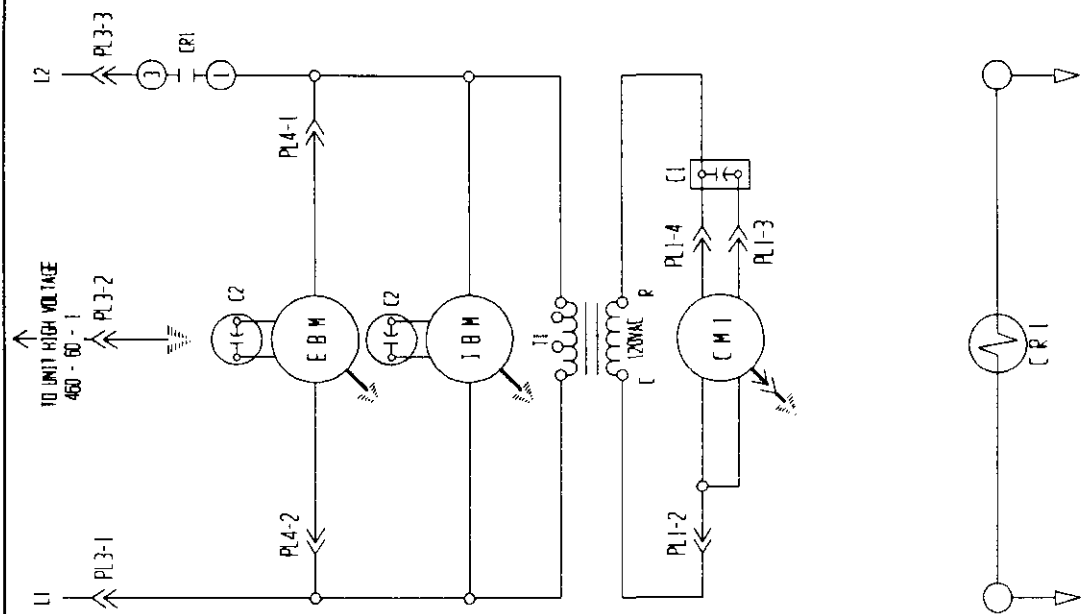 L1
TO UNIT HIGH VOLTAGE
460 - 60 - 1
L2
PL3-1
PL3-2
PL3-3
3
CR1
1
C2
PL4-2
EBM
PL4-1
C2
IBM
T1
C
120VAC
R
PL1-2
CM1
PL1-4
C1
PL1-3
CR1